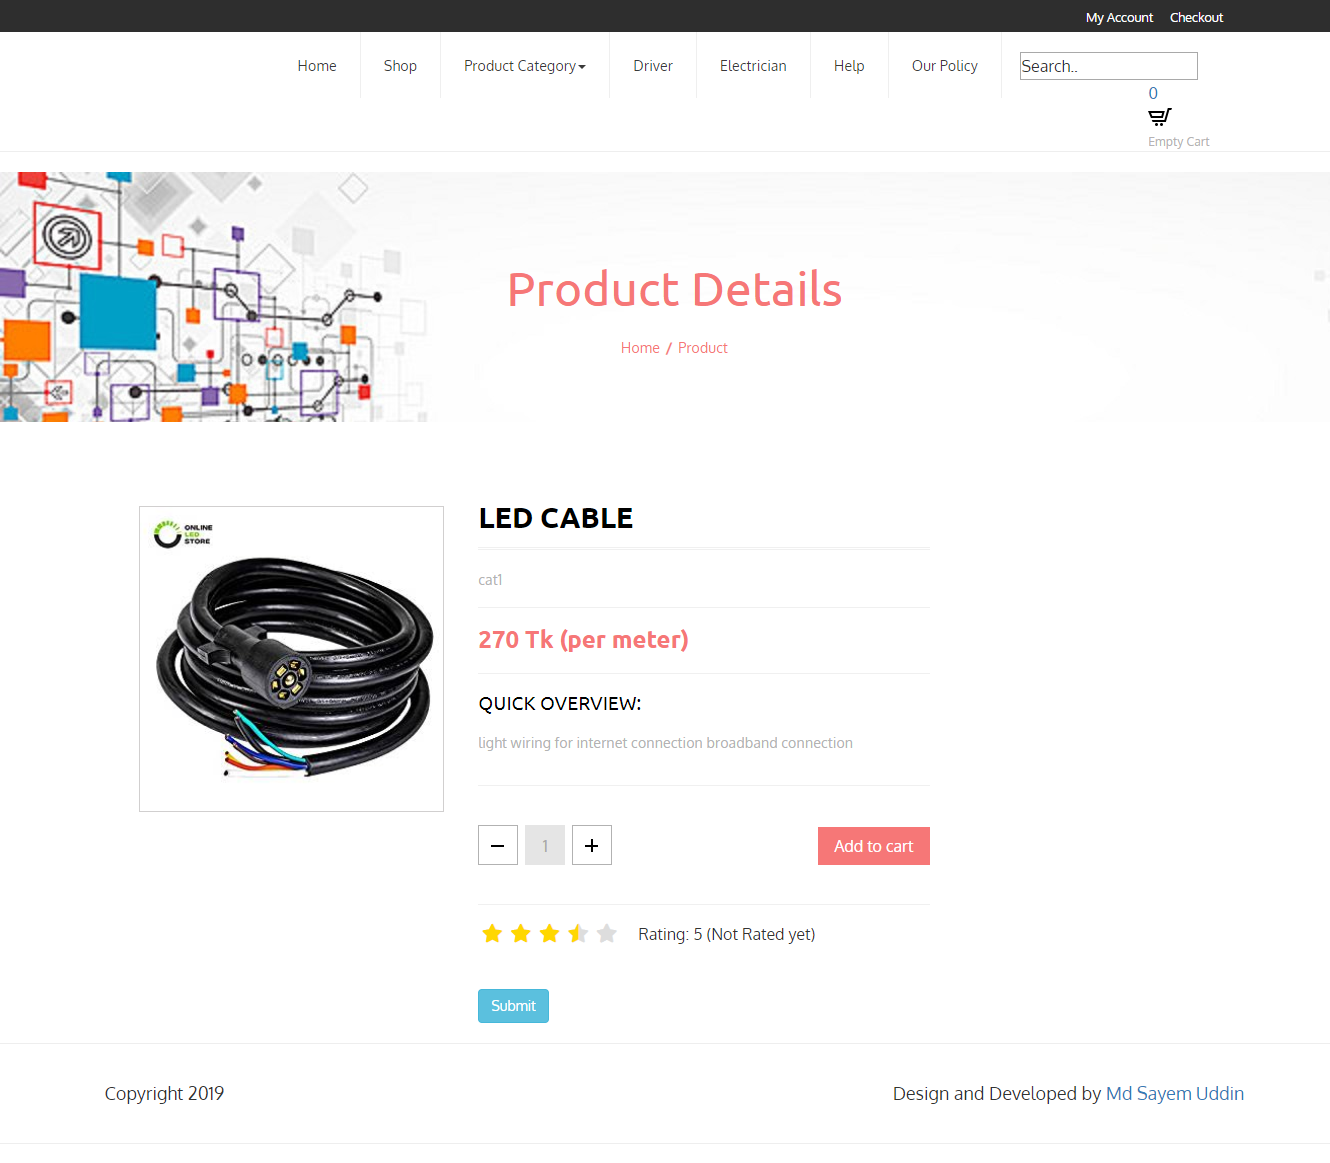 My Account Checkout
Home Shop Product Category Driver Electrician Help Our Policy Search..
0
Empty Cart
Product Details
Home / Product
ONLINE
LED
STORE
LED CABLE
cat1
270 Tk (per meter)
QUICK OVERVIEW:
light wiring for internet connection broadband connection
1
Add to cart
Rating: 5 (Not Rated yet)
Submit
Copyright 2019
Design and Developed by Md Sayem Uddin